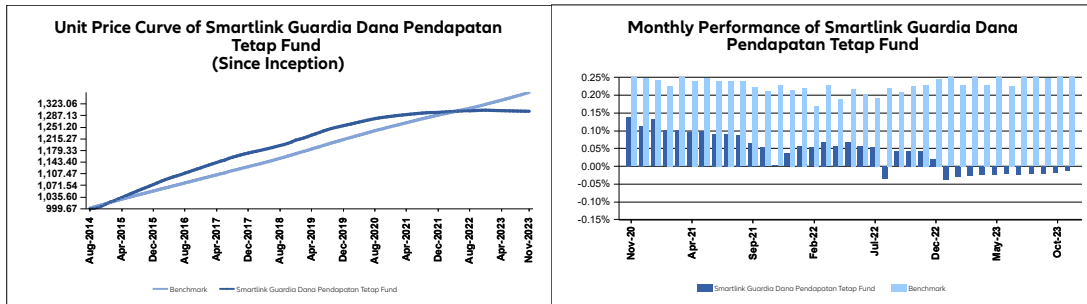 Unit Price Curve of Smartlink Guardia Dana Pendapatan
Tetap Fund
(Since Inception)
1,323.06
1,287.13
1,251.20
1,215.27
1,179.33
1,143.40
1,107.47
1,071.54
1,035.60
999.67
Aug-2014
Apr-2015
Dec-2015
Aug-2016
Apr-2017
Dec-2017
Aug-2018
Apr-2019
Dec-2019
Aug-2020
Apr-2021
Dec-2021
Aug-2022
Apr-2023
Nov-2023
Benchmark
Smartlink Guardia Dana Pendapatan Tetap Fund
Monthly Performance of Smartlink Guardia Dana
Pendapatan Tetap Fund
0.25%
0.20%
0.15%
0.10%
0.05%
0.00%
-0.05%
-0.10%
-0.15%
Nov-20
Apr-21
Sep-21
Feb-22
Jul-22
Dec-22
May-23
Oct-23
Smartlink Guardia Dana Pendapatan Tetap Fund
Benchmark